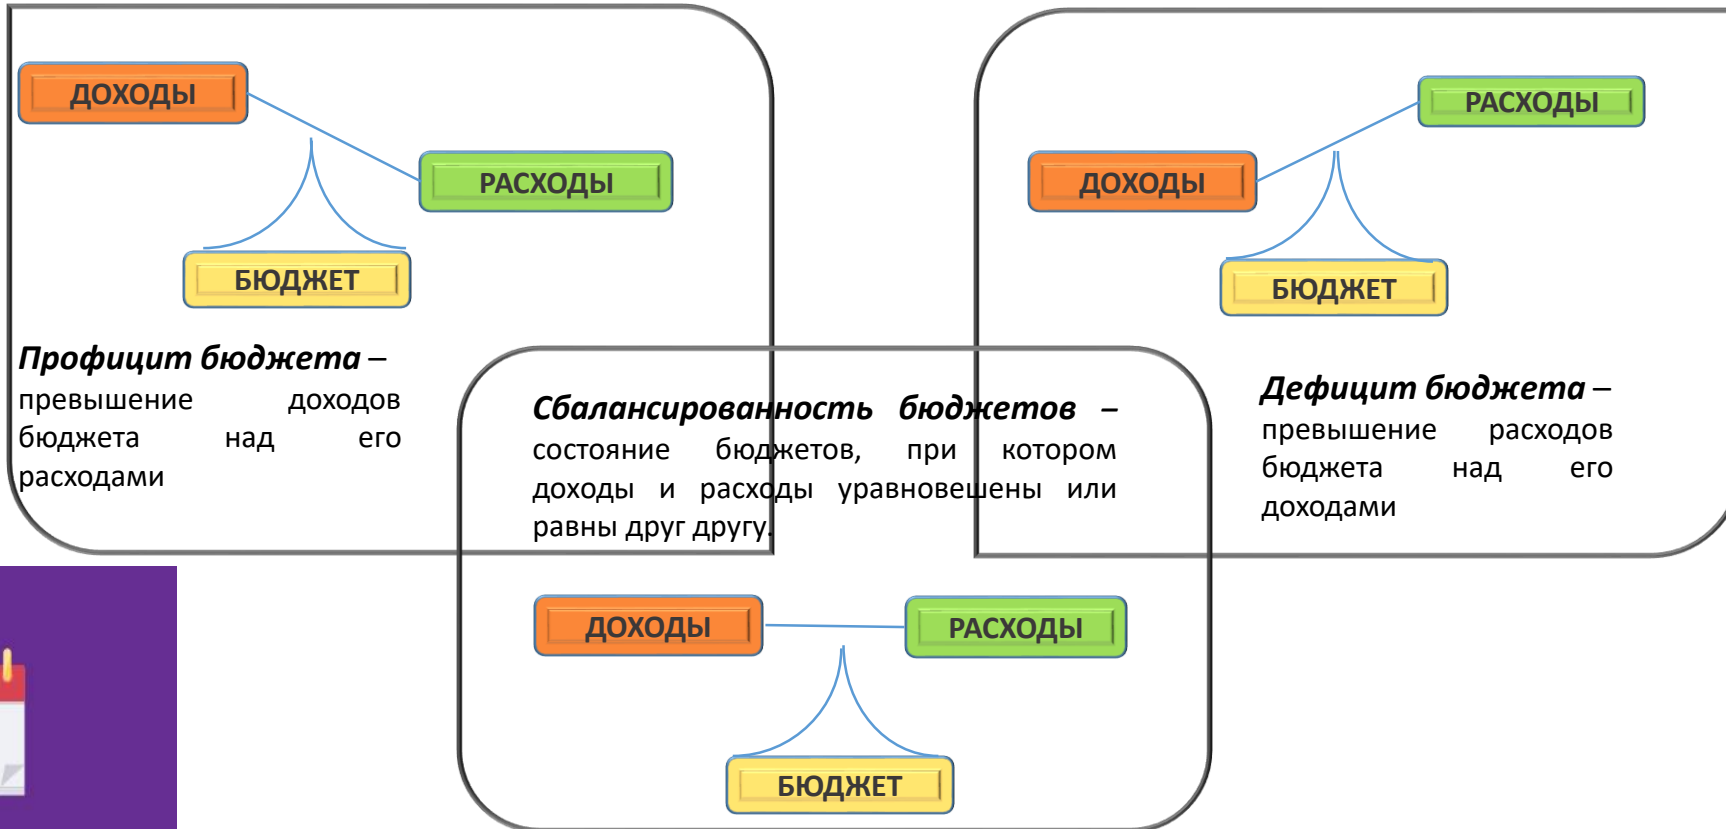 ДОХОДЫ
РАСХОДЫ
БЮДЖЕТ
Профицит бюджета –
превышение доходов
бюджета над его
расходами
РАСХОДЫ
ДОХОДЫ
БЮДЖЕТ
Дефицит бюджета –
превышение расходов
бюджета над его
доходами
Сбалансированность бюджетов –
состояние бюджетов, при котором
доходы и расходы уравновешены или
равны друг другу.
ДОХОДЫ
РАСХОДЫ
БЮДЖЕТ